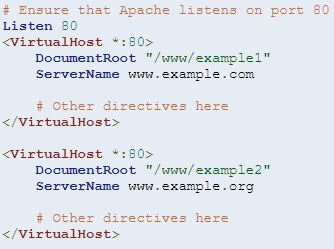 # Ensure that Apache listens on port 80
Listen 80
<VirtualHost *:80>
    DocumentRoot "/www/example1"
    ServerName www.example.com

    # Other directives here
</VirtualHost>

<VirtualHost *:80>
    DocumentRoot "/www/example2"
    ServerName www.example.org

    # Other directives here
</VirtualHost>